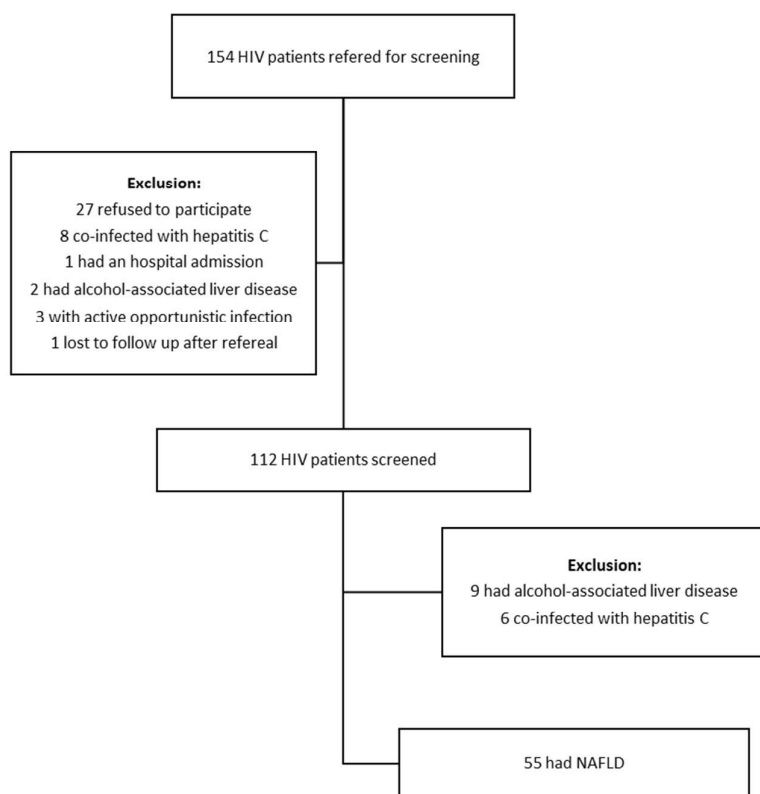 154 HIV patients refered for screening
Exclusion:
27 refused to participate
8 co-infected with hepatitis C
1 had an hospital admission
2 had alcohol-associated liver disease
3 with active opportunistic infection
1 lost to follow up after refereal
112 HIV patients screened
Exclusion:
9 had alcohol-associated liver disease
6 co-infected with hepatitis C
55 had NAFLD